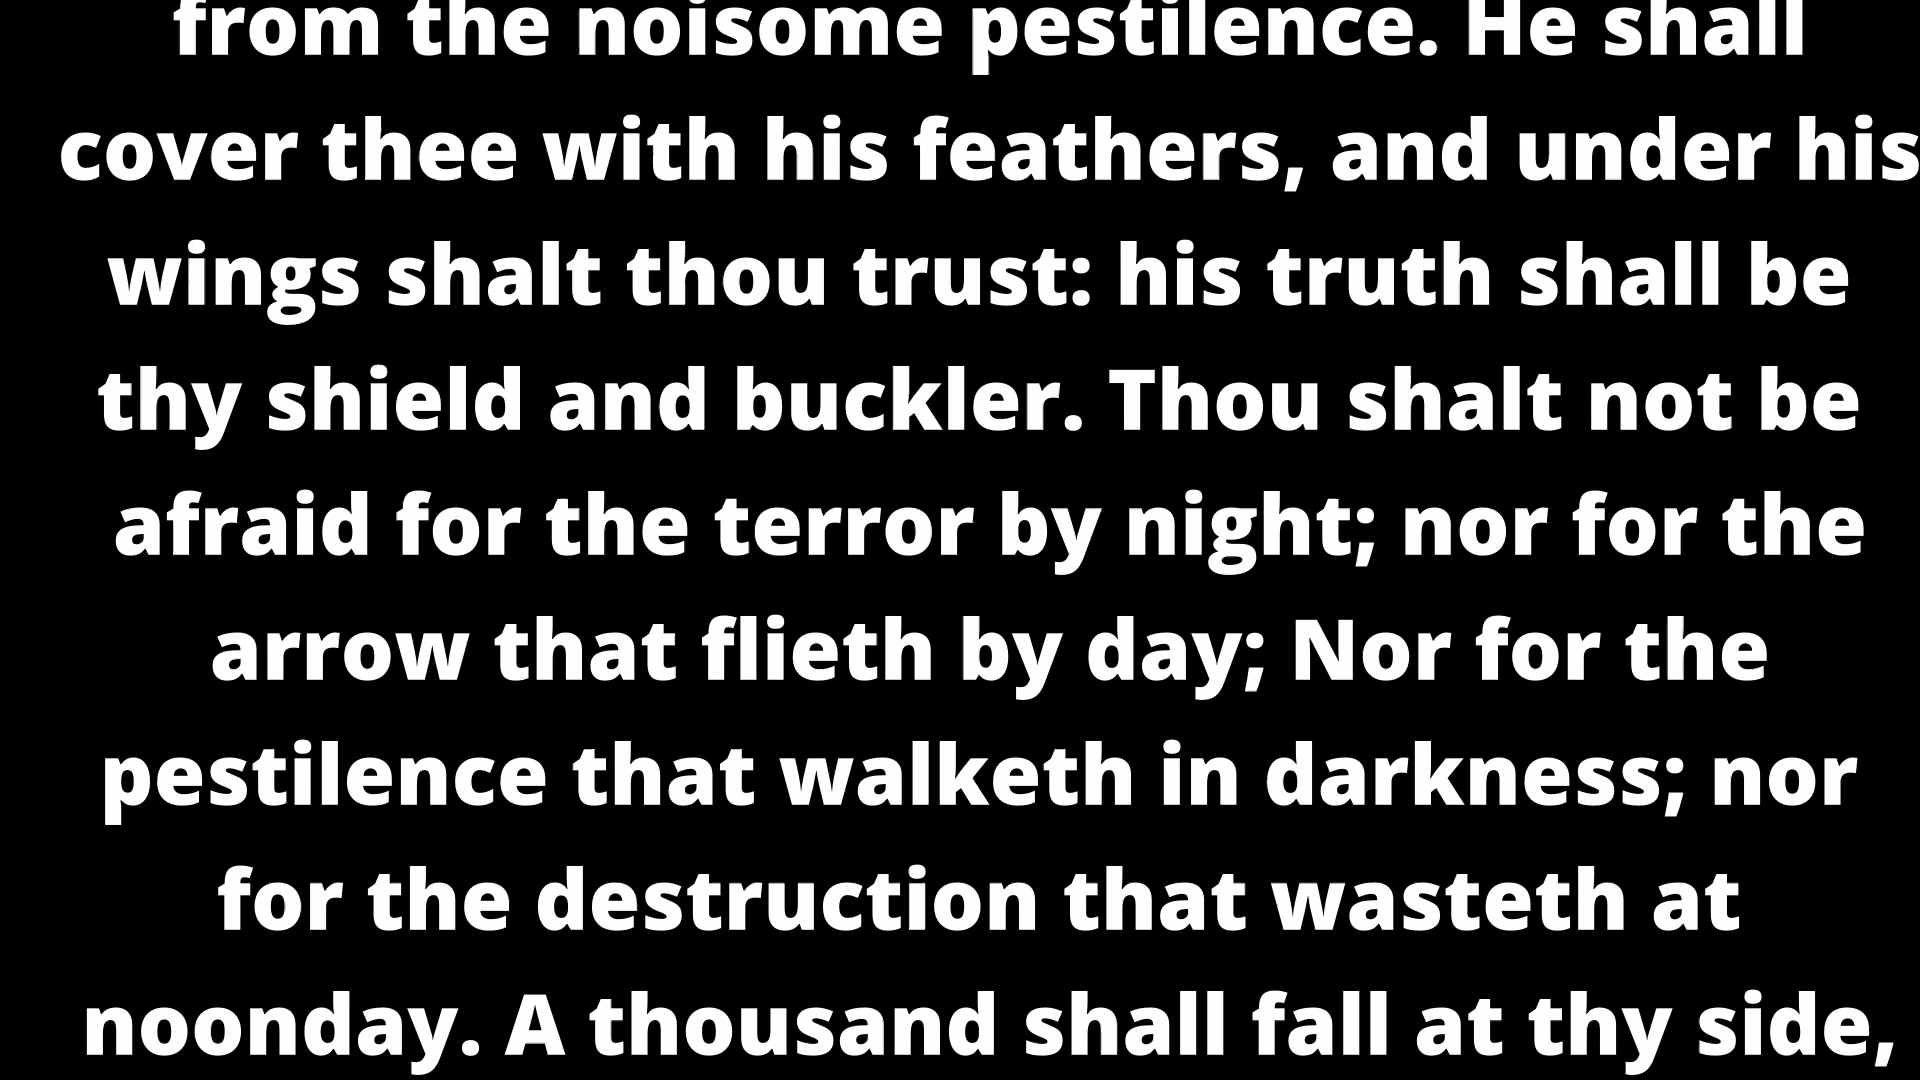 from the noisome pestilence. He shall
cover thee with his feathers, and under his
wings shalt thou trust: his truth shall be
thy shield and buckler. Thou shalt not be
afraid for the terror by night; nor for the
arrow that flieth by day; Nor for the
pestilence that walketh in darkness; nor
for the destruction that wasteth at
noonday. A thousand shall fall at thy side,